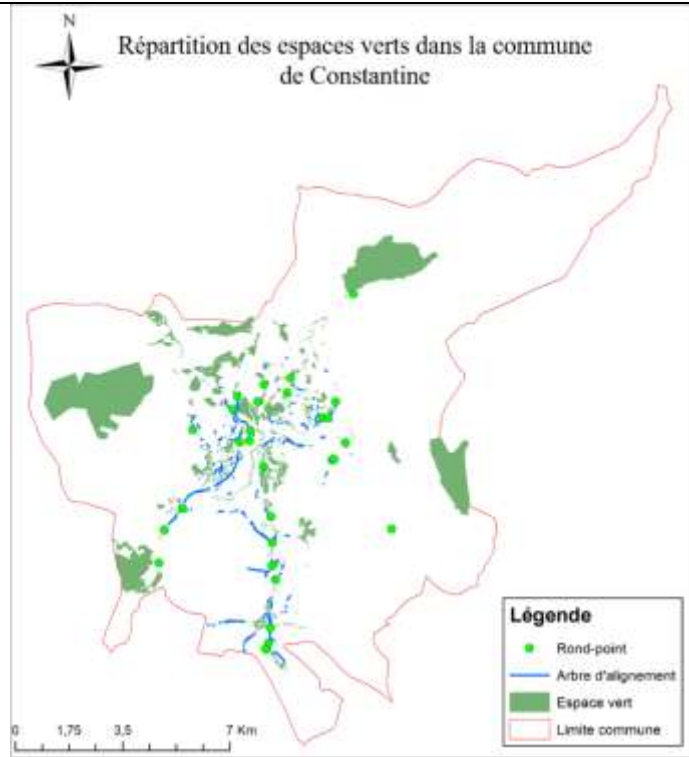 N
Répartition des espaces verts dans la commune
de Constantine
Légende
Rond-point
Arbre d'alignement
Espace vert
Limite commune
0 1,75 3,5 7 Km